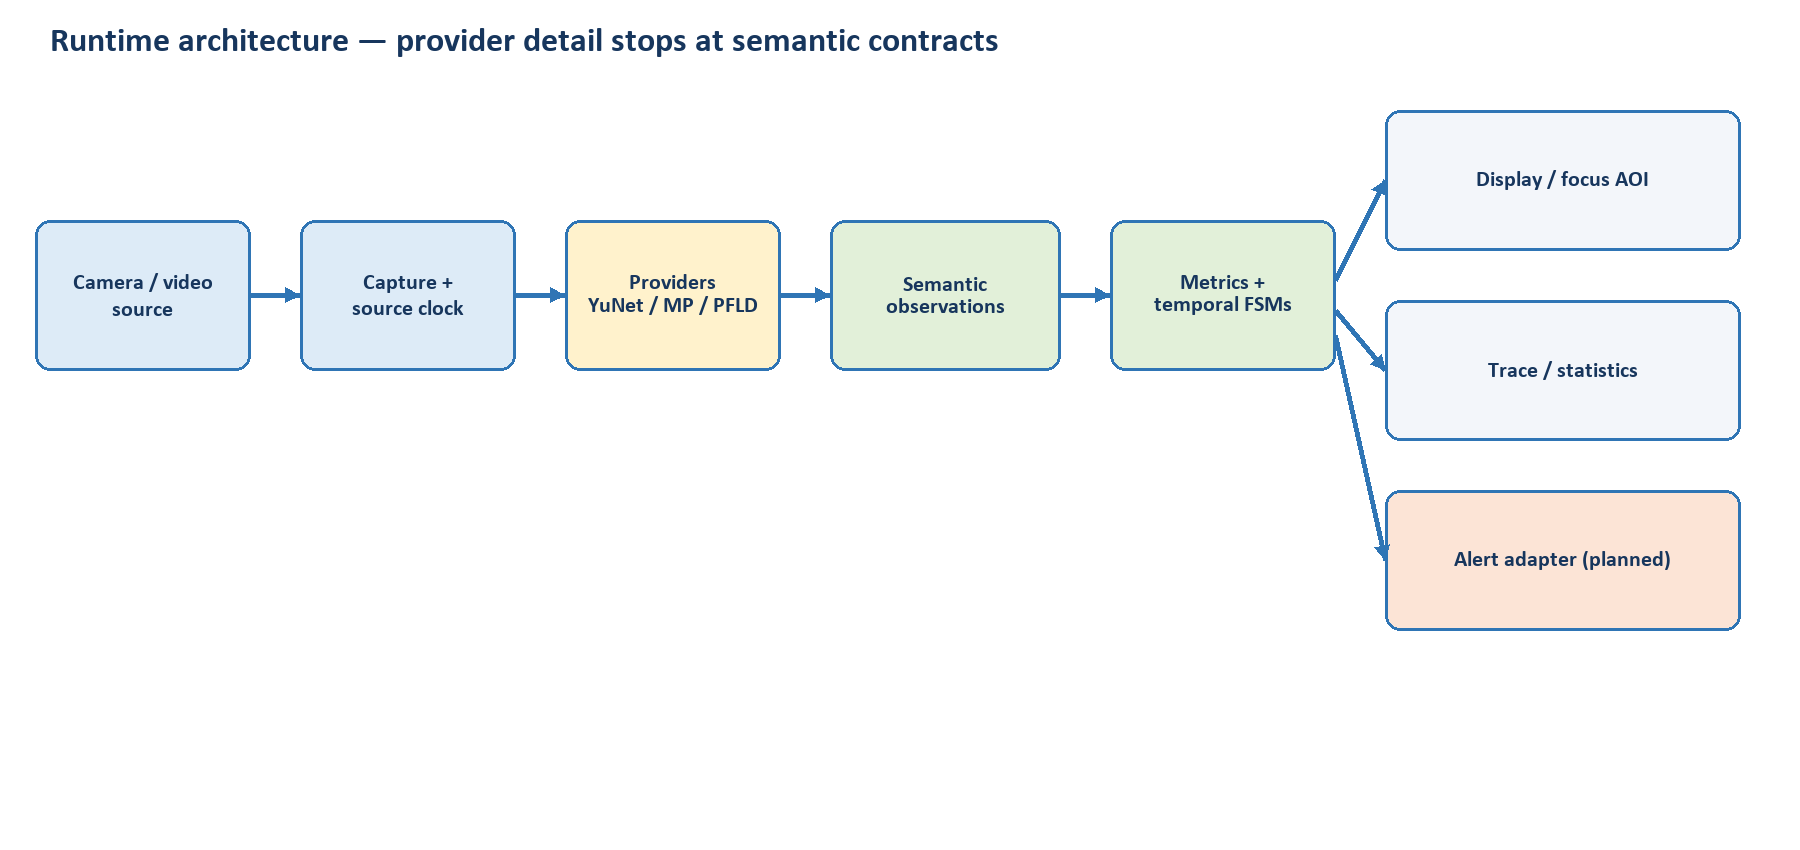 Runtime architecture — provider detail stops at semantic contracts
Camera / video
source
Capture +
source clock
Providers
YuNet / MP / PFLD
Semantic
observations
Metrics +
temporal FSMs
Display / focus AOI
Trace / statistics
Alert adapter (planned)